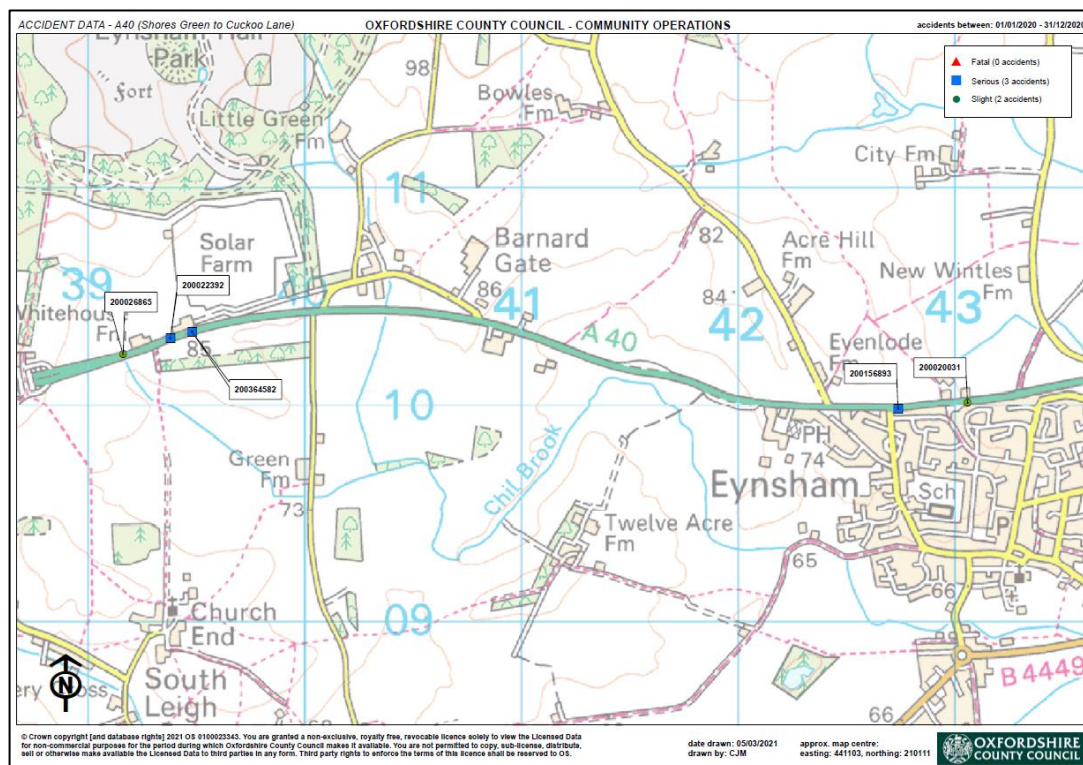 ACCIDENT DATA - A40 (Shores Green to Cuckoo Lane)
OXFORDSHIRE COUNTY COUNCIL - COMMUNITY OPERATIONS
accidents between: 01/01/2020 - 31/12/2020
Eynsham Hall
Park
Fort
98
Bowles
Fm
Fatal (0 accidents)
Serious (3 accidents)
Slight (2 accidents)
Little Green
Fm
City Fm
11
Solar
Farm
Barnard
Gate
82
Acre Hill
Fm
New Wintles
Fm
39
40
86
41
84
42
43
200026865
200022392
Whitehouse
Fm
85
A 40
Evenlode
Fm
200156893
200020031
200364582
10
PH
74
Eynsham
Sch
Green
Fm
73
Chil Brook
Twelve Acre
Fm
P
65
66
Church
End
09
South
Leigh
B 4449
66
N
© Crown copyright [and database rights] 2021 OS 0100023343. You are granted a non-exclusive, royalty free, revocable licence solely to view the Licensed Data
for non-commercial purposes for the period during which Oxfordshire County Council makes it available. You are not permitted to copy, sub-license, distribute,
sell or otherwise make available the Licensed Data to third parties in any form. Third party rights to enforce the terms of this licence shall be reserved to OS.
date drawn: 05/03/2021
drawn by: CJM
approx. map centre:
easting: 441103, northing: 210111
OXFORDSHIRE
COUNTY COUNCIL